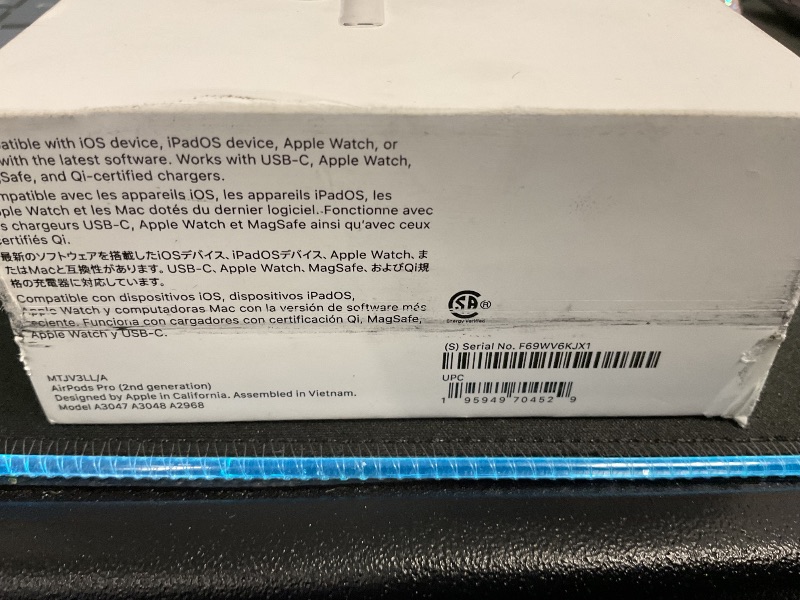 atible with iOS device, iPadOS device, Apple Watch, or
with the latest software. Works with USB-C, Apple Watch,
Safe, and Qi-certified chargers.
mpatible avec les appareils iOS, les appareils iPadOS, les
ple Watch et les Mac dotés du dernier logiciel. Fonctionne avec
s chargeurs USB-C, Apple Watch et MagSafe ainsi qu'avec ceux
certifiés Qi.
最新のソフトウェアを搭載したiOSデバイス、iPadOSデバイス、Apple Watch、ま
たはMacと互換性があります。USB-C、Apple Watch、MagSafe、およびQi規
格の充電器に対応しています。
Compatible con dispositivos iOS, dispositivos iPadOS,
Apple Watch y computadoras Mac con la versión de software más
reciente. Funciona con cargadores con certificación Qi, MagSafe,
Apple Watch y USB-C.
SA
Energy Verified
(S) Serial No. F69WV6KJX1
UPC
1 95949 70452 9
MTJV3LL/A
AirPods Pro (2nd generation)
Designed by Apple in California. Assembled in Vietnam.
Model A3047 A3048 A2968